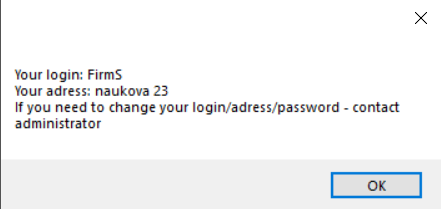 Your login: FirmS
Your adress: naukova 23
If you need to change your login/adress/password - contact
administrator
OK